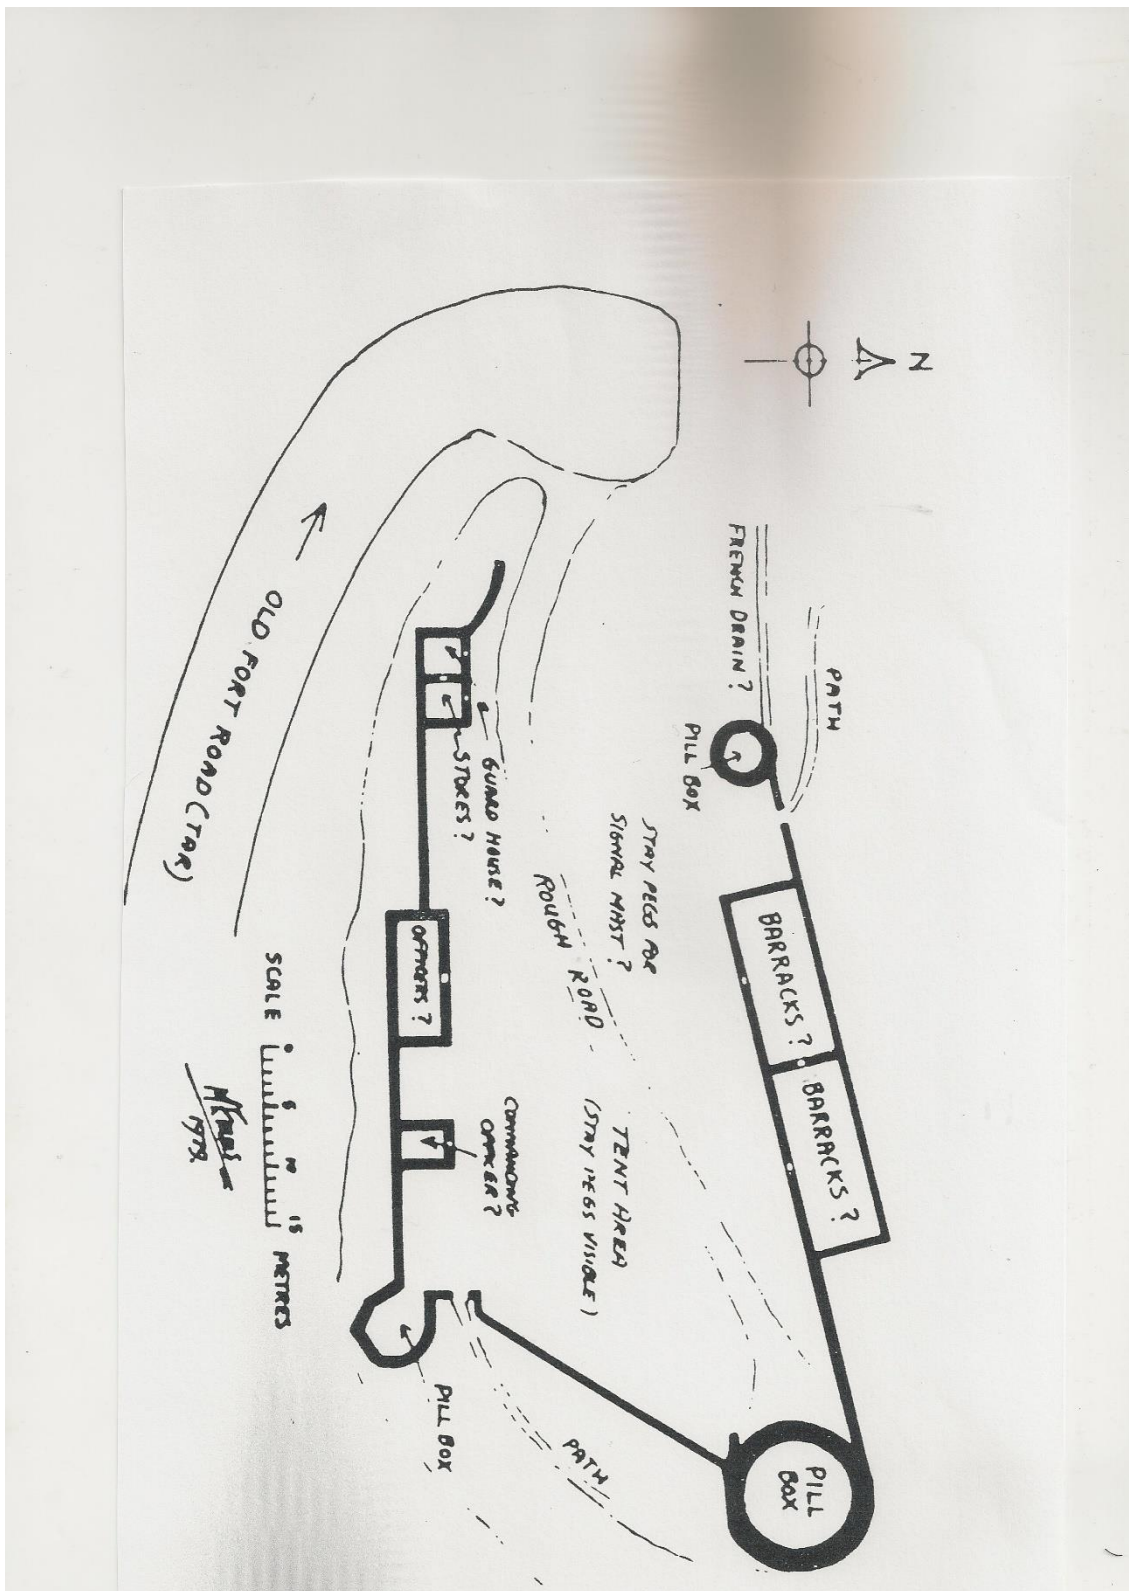 N
PATH
FRENCH DRAIN?
PILL BOX
BARRACKS?
BARRACKS?
PILL
BOX
STAY PEGS FOR
SIGNAL MAST?
ROUGH ROAD
TENT AREA
(STAY PEGS VISIBLE)
GUARD HOUSE?
STORES?
OFFICERS?
COMMANDING
OFFICER?
PATH
PILL BOX
OLD FORT ROAD (TAR)
SCALE 0 5 10 15 METRES
1972